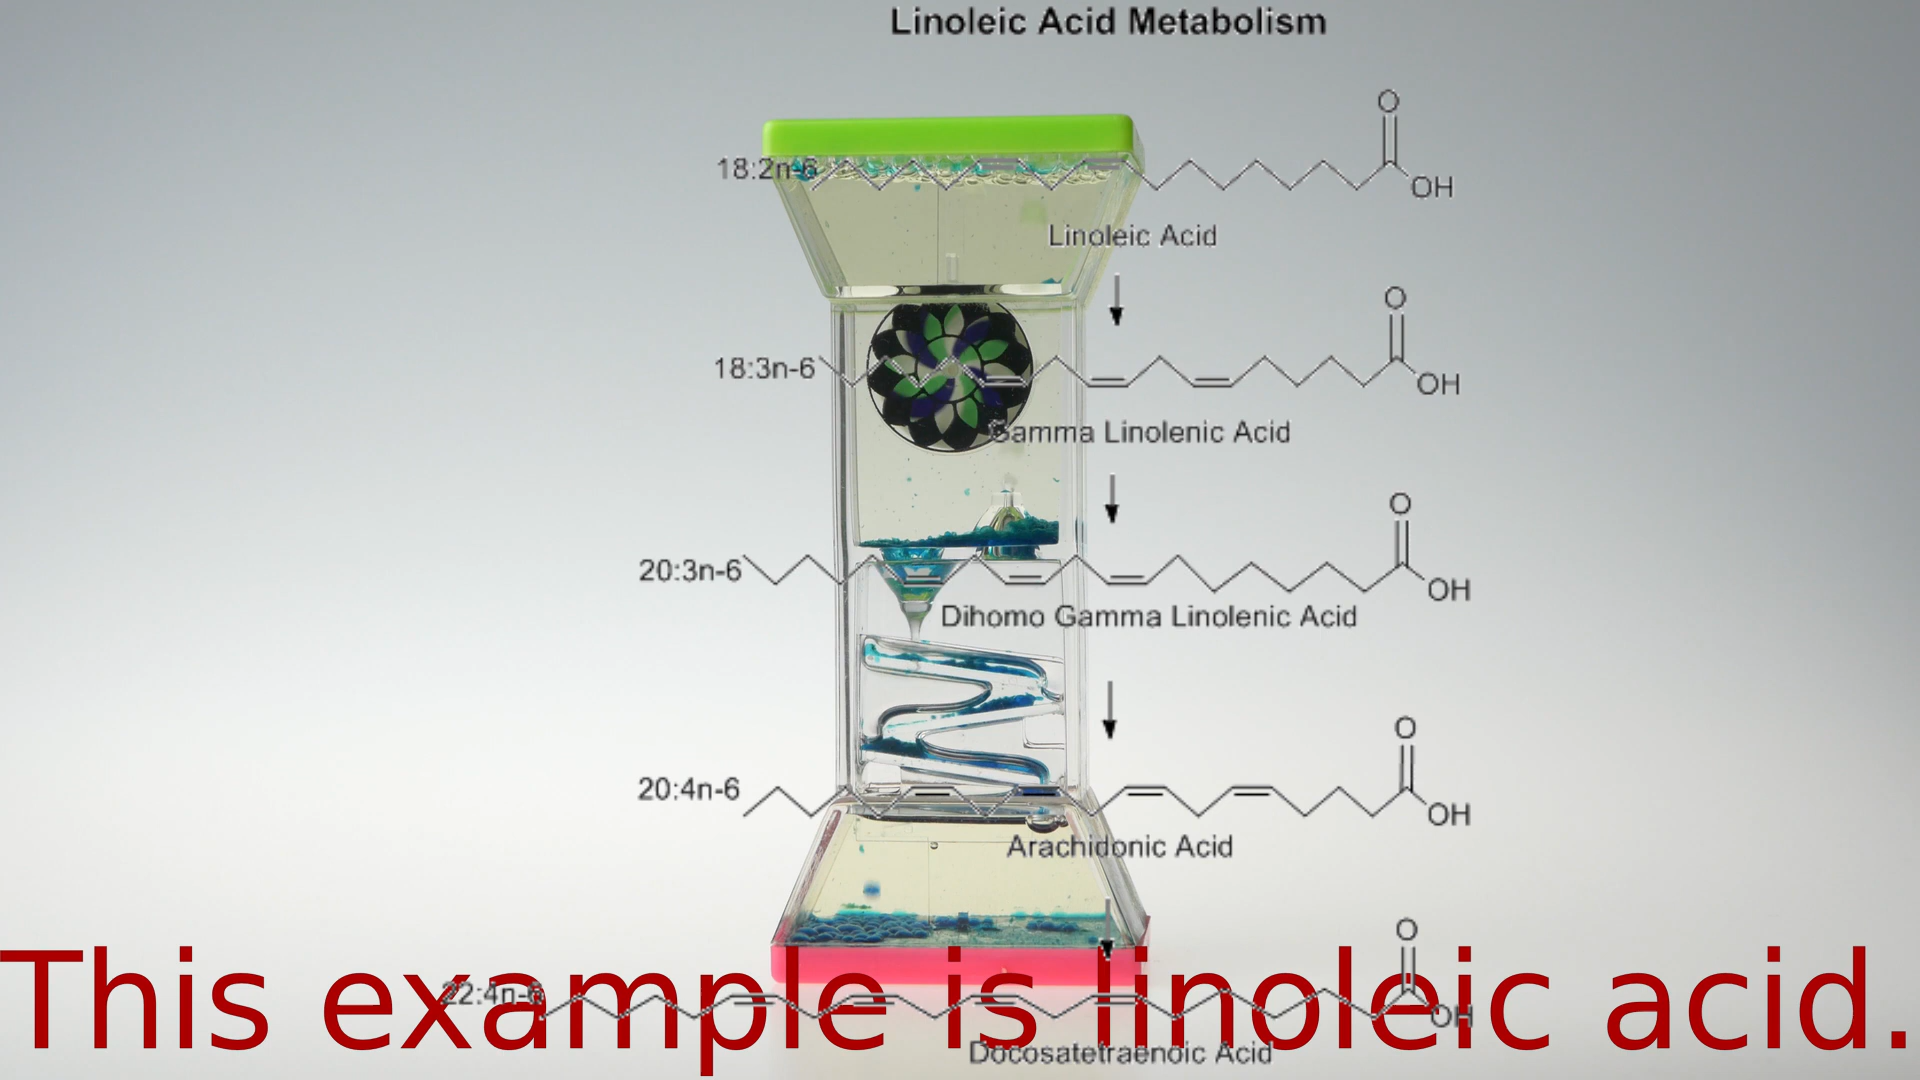 Linoleic Acid Metabolism
O
18:2n-6
OH
Linoleic Acid
O
18:3n-6
OH
Gamma Linolenic Acid
O
20:3n-6
OH
Dihomo Gamma Linolenic Acid
O
20:4n-6
OH
Arachidonic Acid
O
22:4n-6
OH
This example is linoleic acid.
Docosatetraenoic Acid